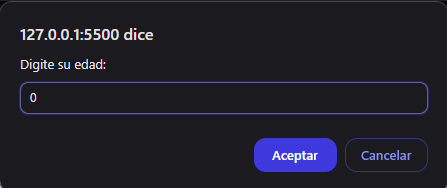 127.0.0.1:5500 dice
Digite su edad:
0
Aceptar Cancelar